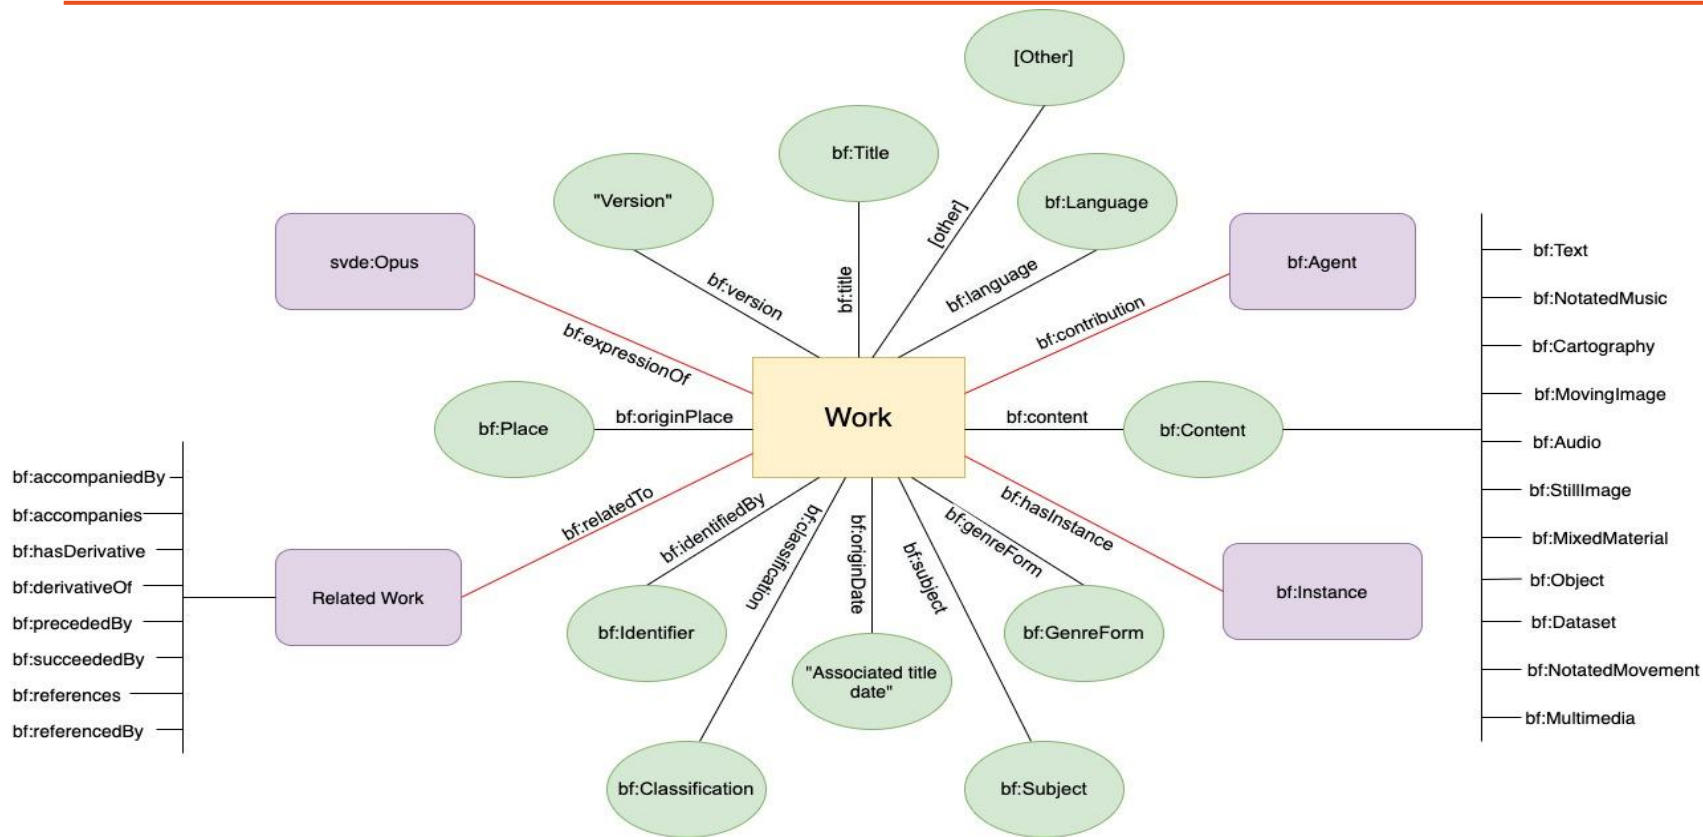 [Other]
bf:Title
"Version"
bf:Language
[other]
svde:Opus
bf:Agent
bf:version
bf:title
bf:language
bf:contribution
bf:expressionOf
Work
bf:Place
bf:originPlace
bf:content
bf:Content
bf:Text
bf:NotatedMusic
bf:Cartography
bf:MovingImage
bf:Audio
bf:StillImage
bf:MixedMaterial
bf:Object
bf:Dataset
bf:NotatedMovement
bf:Multimedia
bf:accompaniedBy
bf:accompanies
bf:hasDerivative
bf:derivativeOf
bf:precededBy
bf:succeededBy
bf:references
bf:referencedBy
Related Work
bf:relatedTo
bf:identifiedBy
bf:classification
bf:originDate
bf:subject
bf:genreForm
bf:hasInstance
bf:Instance
bf:Identifier
"Associated title
date"
bf:GenreForm
bf:Classification
bf:Subject